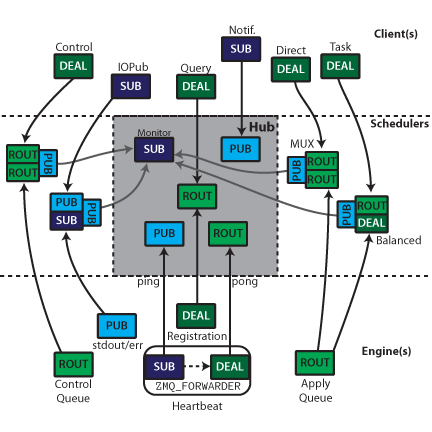 Notif.
Client(s)
SUB
Control
DEAL
IOPub
SUB
Query
DEAL
Direct
DEAL
Task
DEAL
Schedulers
Hub
Monitor
SUB
PUB
MUX
ROUT
ROUT
PUB
PUB
ROUT
ROUT
PUB
SUB
PUB
ROUT
PUB
ROUT
DEAL
Balanced
PUB
ROUT
ping
pong
PUB
stdout/err
DEAL
Registration
Engine(s)
ROUT
Control
Queue
SUB
DEAL
ZMQ_FORWARDER
Heartbeat
ROUT
Apply
Queue